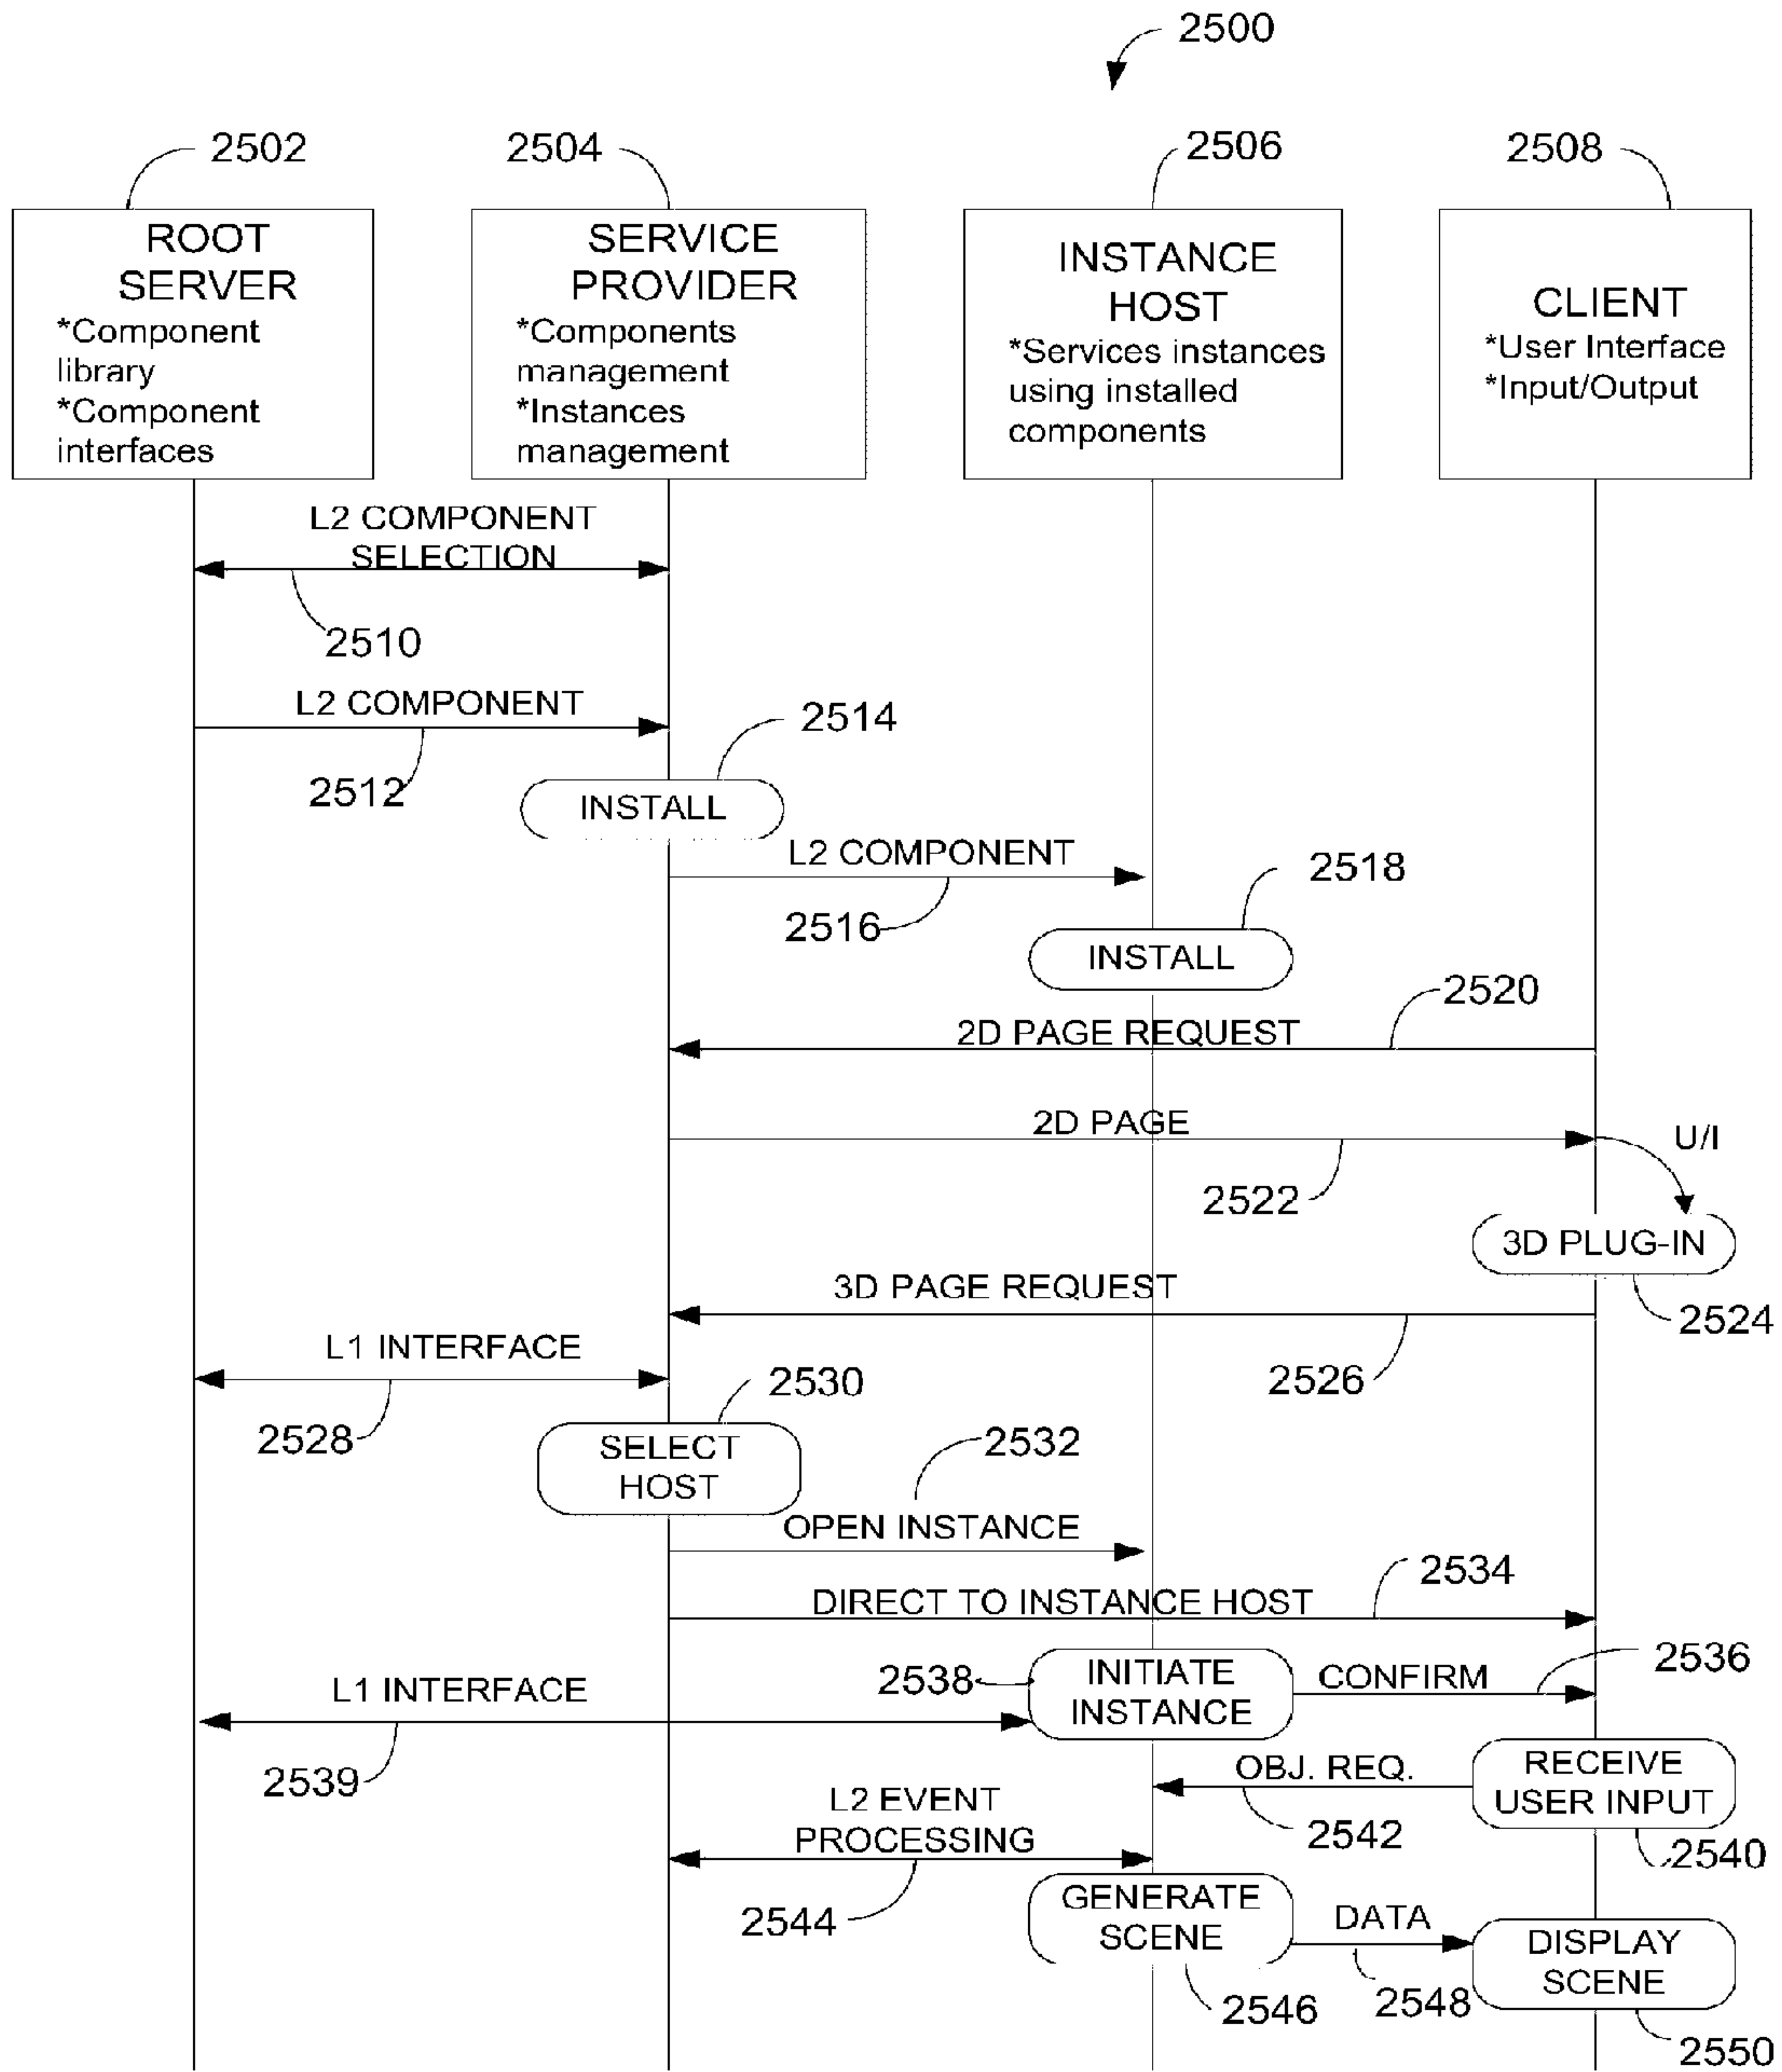 2500
2502
2504
2506
2508
ROOT
SERVER
*Component
library
*Component
interfaces
SERVICE
PROVIDER
*Components
management
*Instances
management
INSTANCE
HOST
*Services instances
using installed
components
CLIENT
*User Interface
*Input/Output
L2 COMPONENT
SELECTION
2510
L2 COMPONENT
2512
2514
INSTALL
L2 COMPONENT
2516
2518
INSTALL
2520
2D PAGE REQUEST
2D PAGE
U/I
2522
3D PLUG-IN
2524
3D PAGE REQUEST
2526
L1 INTERFACE
2528
2530
SELECT
HOST
2532
OPEN INSTANCE
2534
DIRECT TO INSTANCE HOST
2536
2538
INITIATE
INSTANCE
CONFIRM
L1 INTERFACE
2539
OBJ. REQ.
2542
RECEIVE
USER INPUT
2540
L2 EVENT
PROCESSING
2544
GENERATE
SCENE
2546
DATA
2548
DISPLAY
SCENE
2550